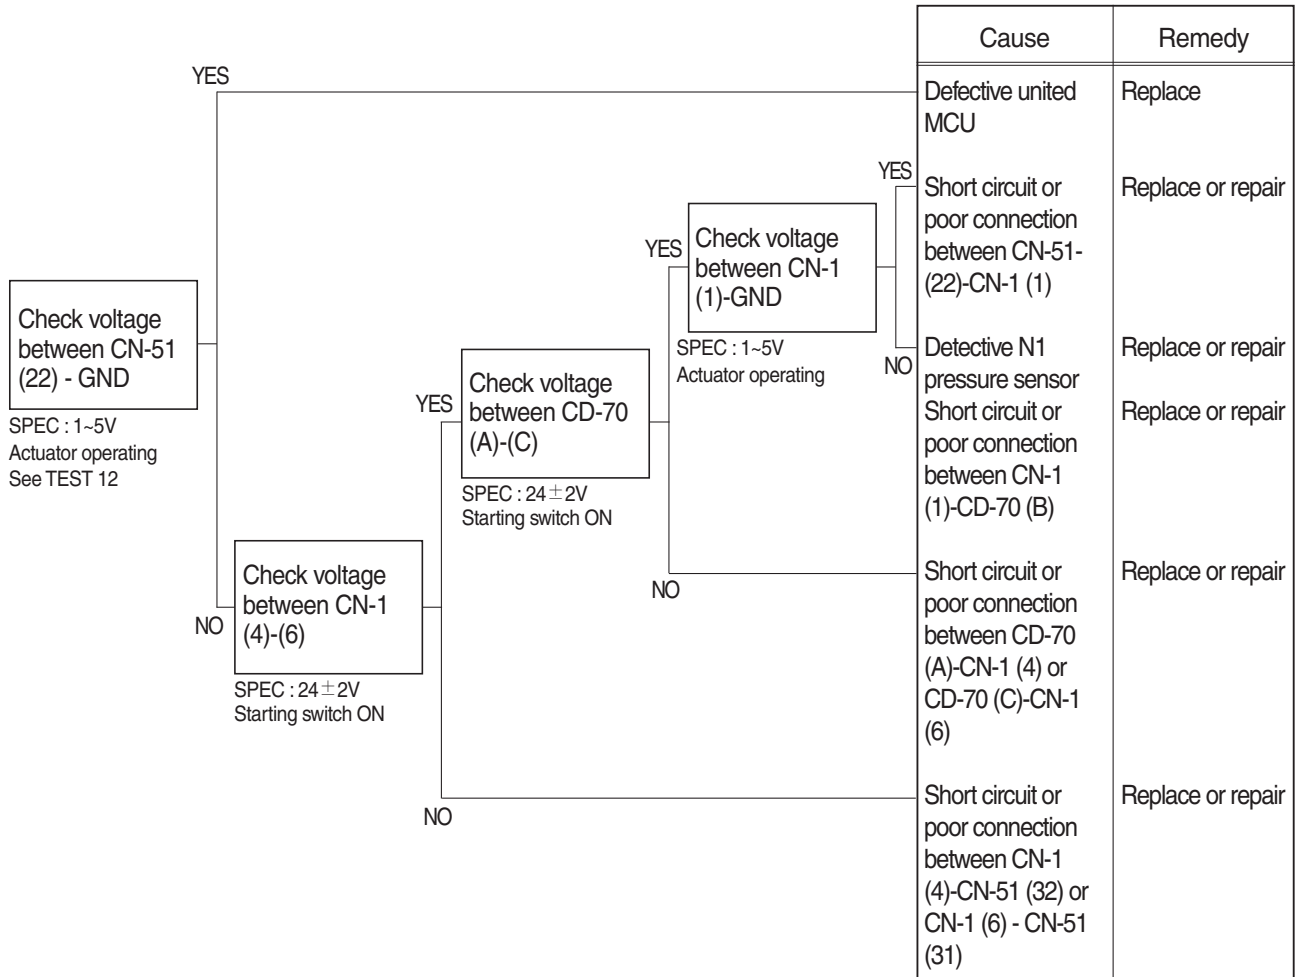 Cause
Remedy
YES
Defective united
MCU
Replace
YES
Short circuit or
poor connection
between CN-51-
(22)-CN-1 (1)
Replace or repair
YES
Check voltage
between CN-1
(1)-GND
SPEC : 1~5V
Actuator operating
NO
Detective N1
pressure sensor
Replace or repair
Short circuit or
poor connection
between CN-1
(1)-CD-70 (B)
Replace or repair
Check voltage
between CN-51
(22) - GND
SPEC : 1~5V
Actuator operating
See TEST 12
YES
Check voltage
between CD-70
(A)-(C)
SPEC : 24±2V
Starting switch ON
NO
Short circuit or
poor connection
between CD-70
(A)-CN-1 (4) or
CD-70 (C)-CN-1
(6)
Replace or repair
NO
Check voltage
between CN-1
(4)-(6)
SPEC : 24±2V
Starting switch ON
NO
Short circuit or
poor connection
between CN-1
(4)-CN-51 (32) or
CN-1 (6) - CN-51
(31)
Replace or repair